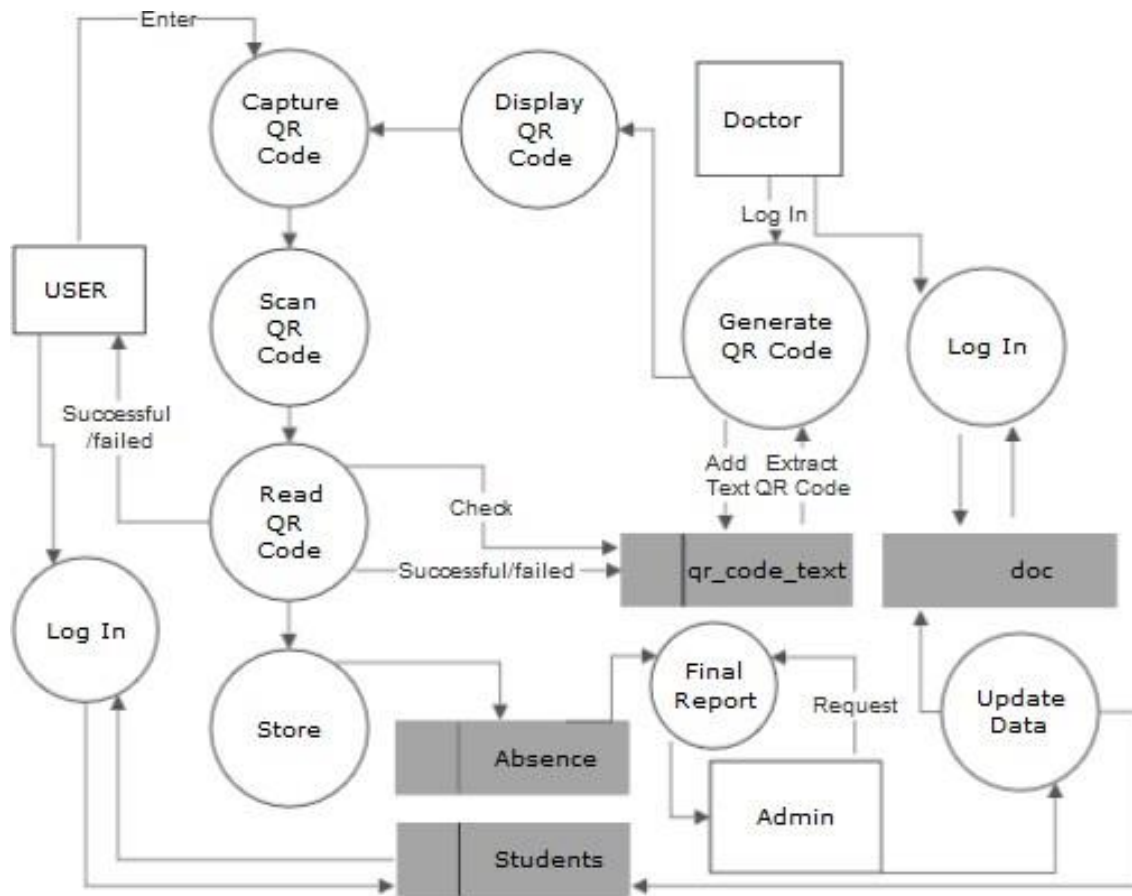 Enter
Capture
QR
Code
Display
QR
Code
Doctor
Log In
USER
Scan
QR
Code
Generate
QR Code
Log In
Successful
/failed
Read
QR
Code
Check
Add
Text
Extract
QR Code
Successful/failed
qr_code_text
doc
Log In
Store
Final
Report
Request
Update
Data
Absence
Admin
Students